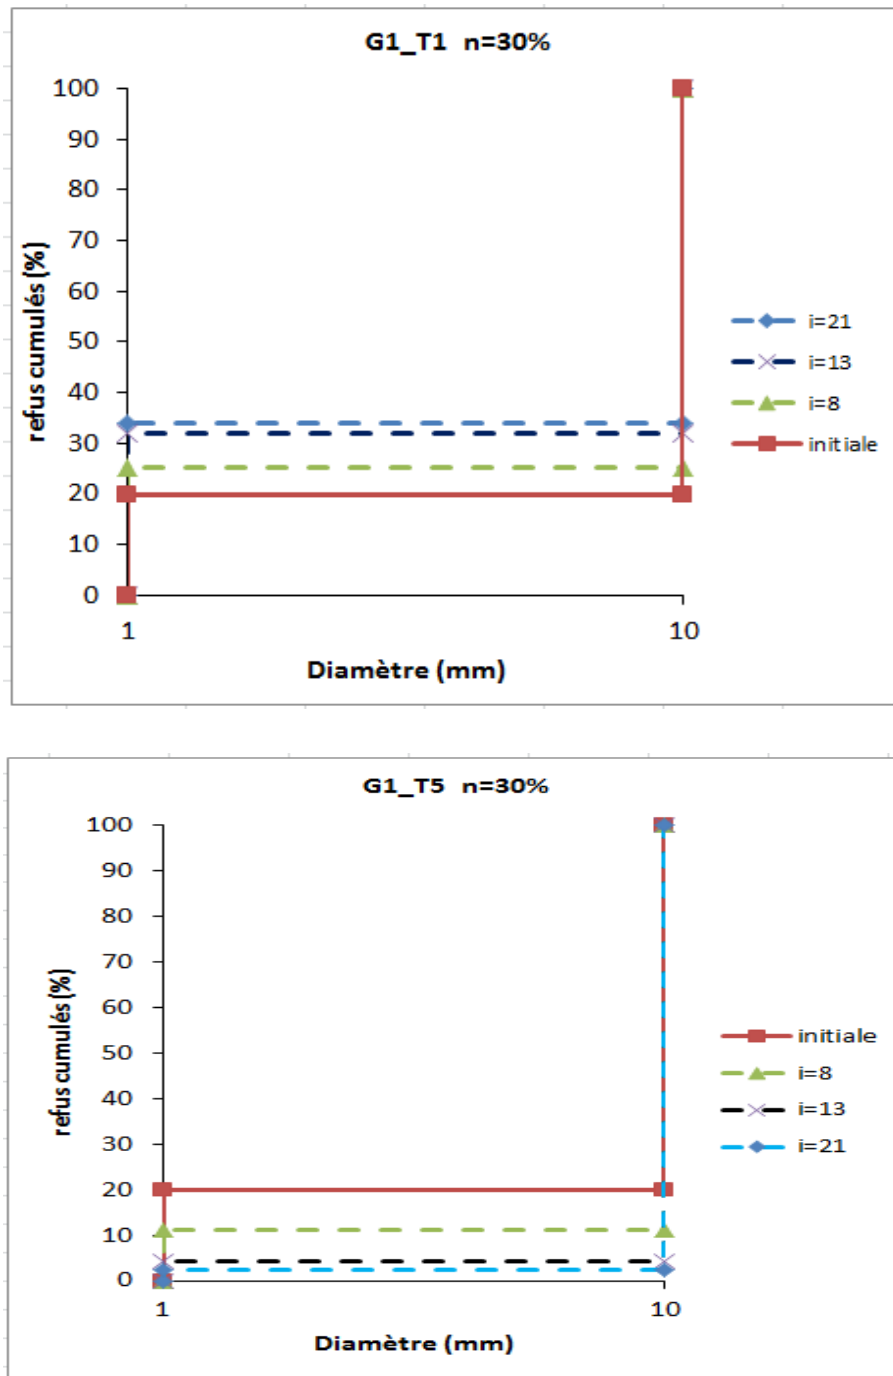 G1_T1 n=30%
refus cumulés (%)
100
90
80
70
60
50
40
30
20
10
0
1
10
Diamètre (mm)
i=21
i=13
i=8
initiale
G1_T5 n=30%
refus cumulés (%)
100
90
80
70
60
50
40
30
20
10
0
1
10
Diamètre (mm)
initiale
i=8
i=13
i=21